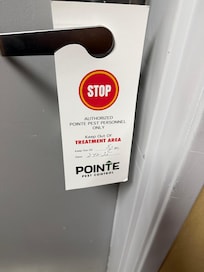 STOP
AUTHORIZED
POINTE PEST PERSONNEL
ONLY
Keep Out Of
TREATMENT AREA
POINTE
PEST CONTROL